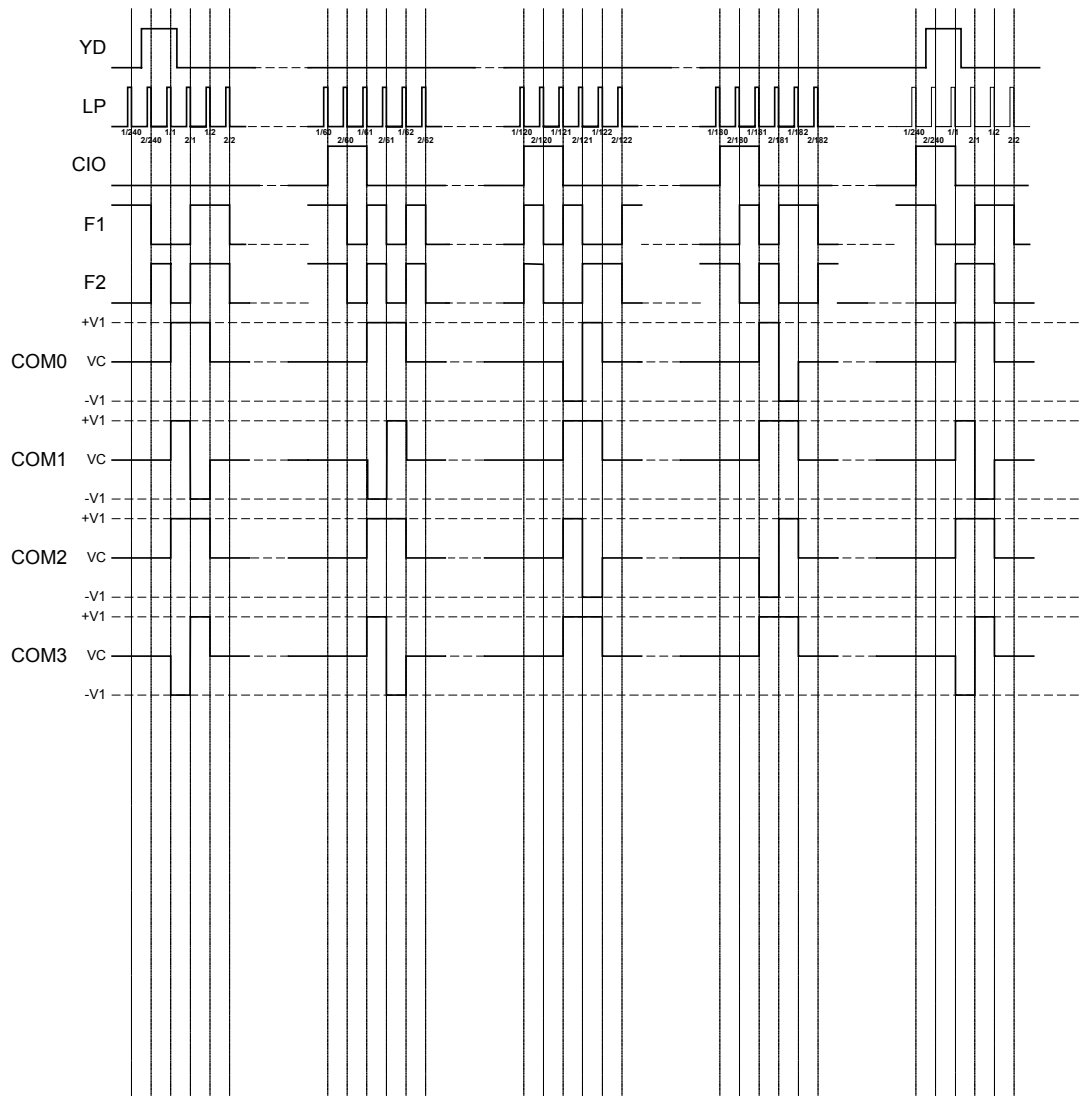 YD
LP
1/240 1/1 1/2 1/60 1/61 1/62 1/120 1/121 1/122 1/180 1/181 1/182 1/240 1/1 1/2
2/240 2/1 2/2 2/60 2/61 2/62 2/120 2/121 2/122 2/180 2/181 2/182 2/240 2/1 2/2
CIO
F1
F2
+V1
COM0 VC
-V1
+V1
COM1 VC
-V1
+V1
COM2 VC
-V1
+V1
COM3 VC
-V1